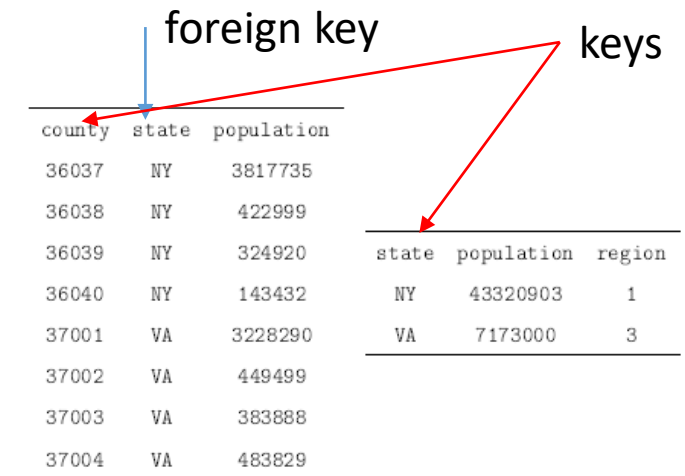 foreign key
keys
county state population
36037 NY 3817735
36038 NY 422999
36039 NY 324920
36040 NY 143432
37001 VA 3228290
37002 VA 449499
37003 VA 383888
37004 VA 483829
state population region
NY 43320903 1
VA 7173000 3